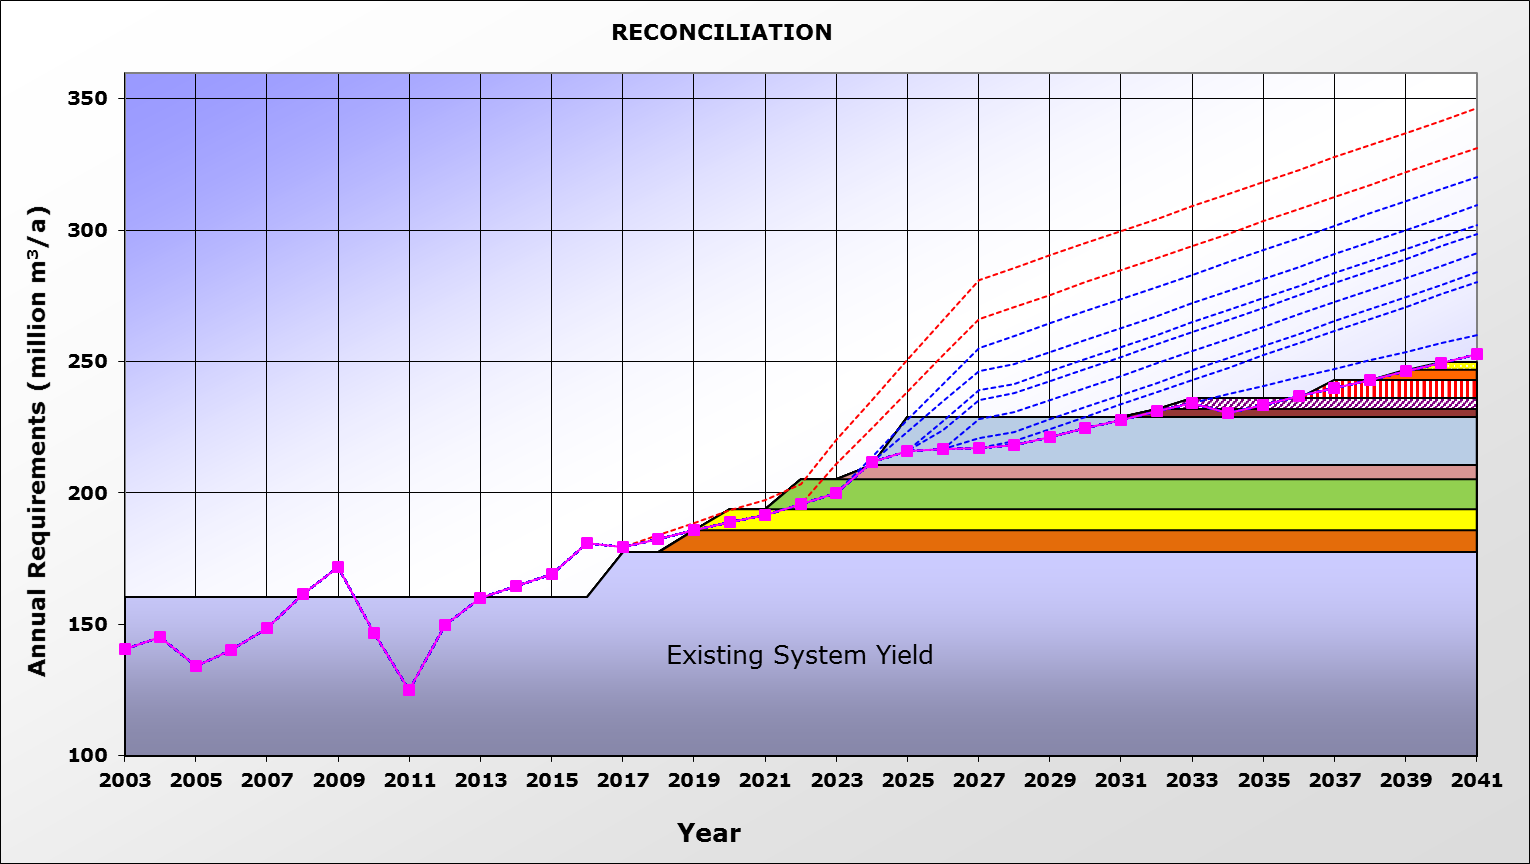 RECONCILIATION
Annual Requirements (million m³/a)
350
300
250
200
150
100
Existing System Yield
2003 2005 2007 2009 2011 2013 2015 2017 2019 2021 2023 2025 2027 2029 2031 2033 2035 2037 2039 2041
Year